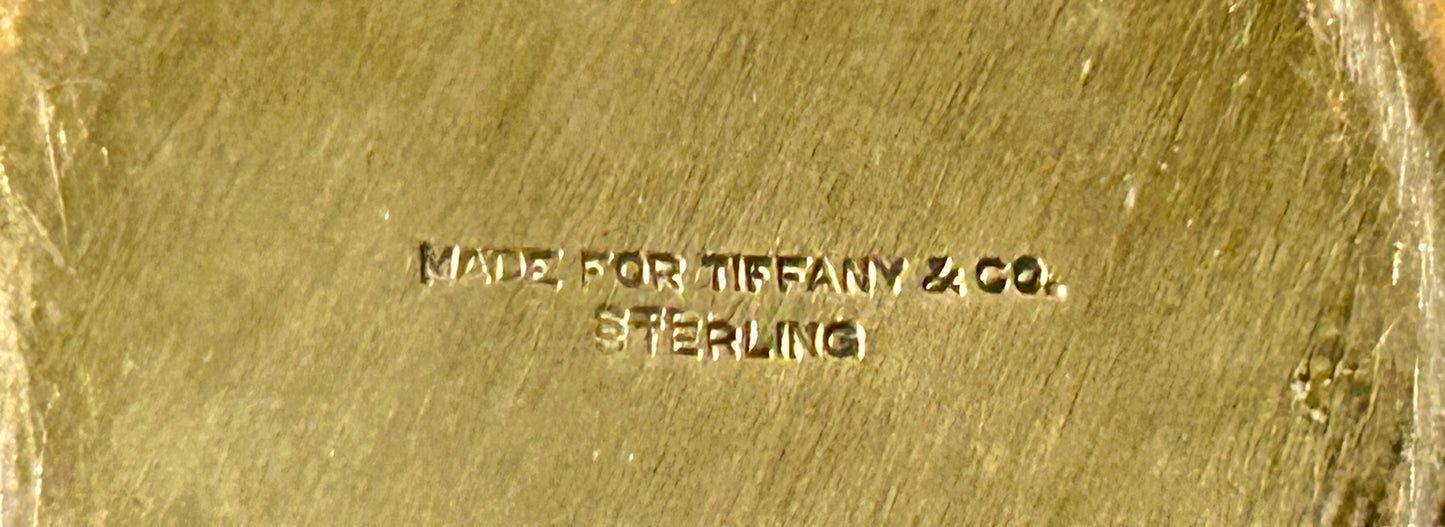 MADE FOR TIFFANY & CO.
STERLING